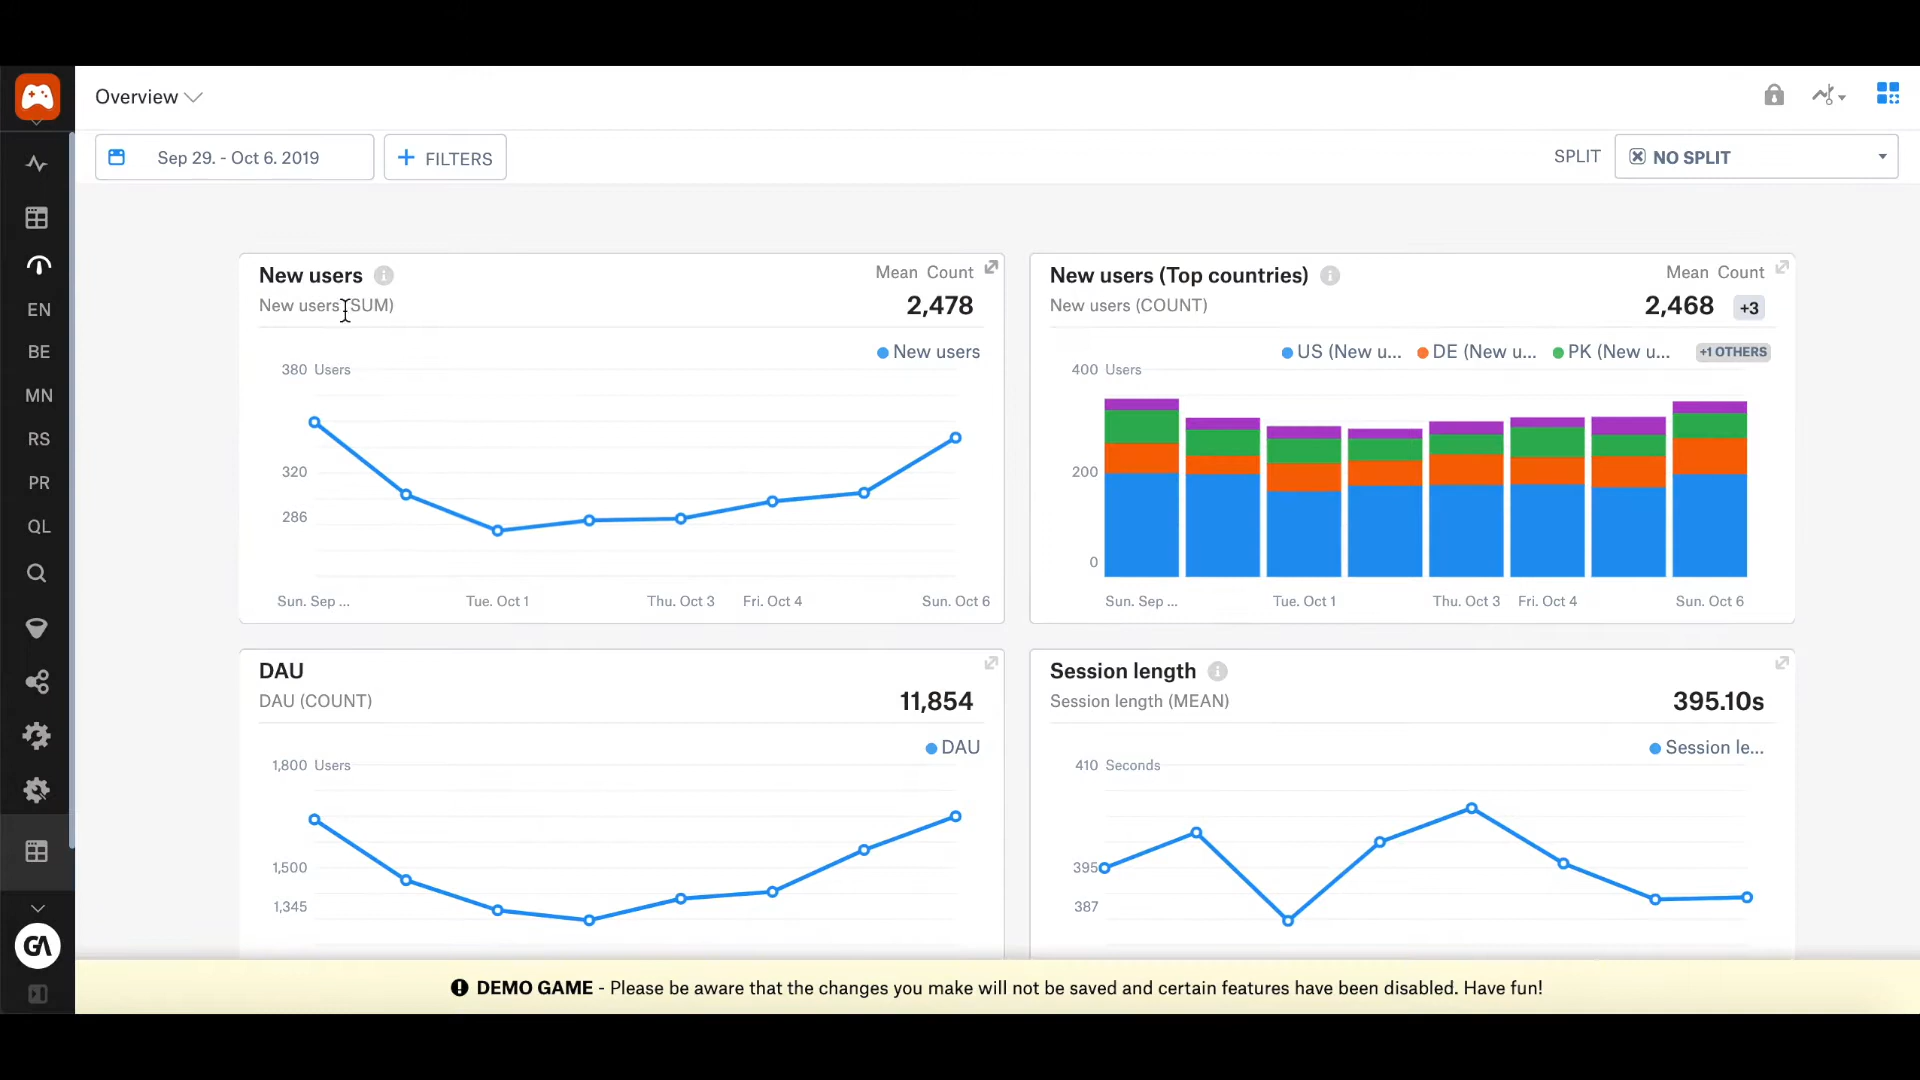 Overview
Sep 29. - Oct 6. 2019
+ FILTERS
SPLIT
NO SPLIT
EN
BE
MN
RS
PR
QL
GA
New users
Mean Count
New users (SUM)
2,478
New users
380 Users
320
286
Sun. Sep ...
Tue. Oct 1
Thu. Oct 3
Fri. Oct 4
Sun. Oct 6
New users (Top countries)
Mean Count
New users (COUNT)
2,468 +3
US (New u...
DE (New u...
PK (New u...
+1 OTHERS
400 Users
200
0
Sun. Sep ...
Tue. Oct 1
Thu. Oct 3
Fri. Oct 4
Sun. Oct 6
DAU
DAU (COUNT)
11,854
DAU
1,800 Users
1,500
1,345
Session length
Session length (MEAN)
395.10s
Session le...
410 Seconds
395
387
DEMO GAME - Please be aware that the changes you make will not be saved and certain features have been disabled. Have fun!